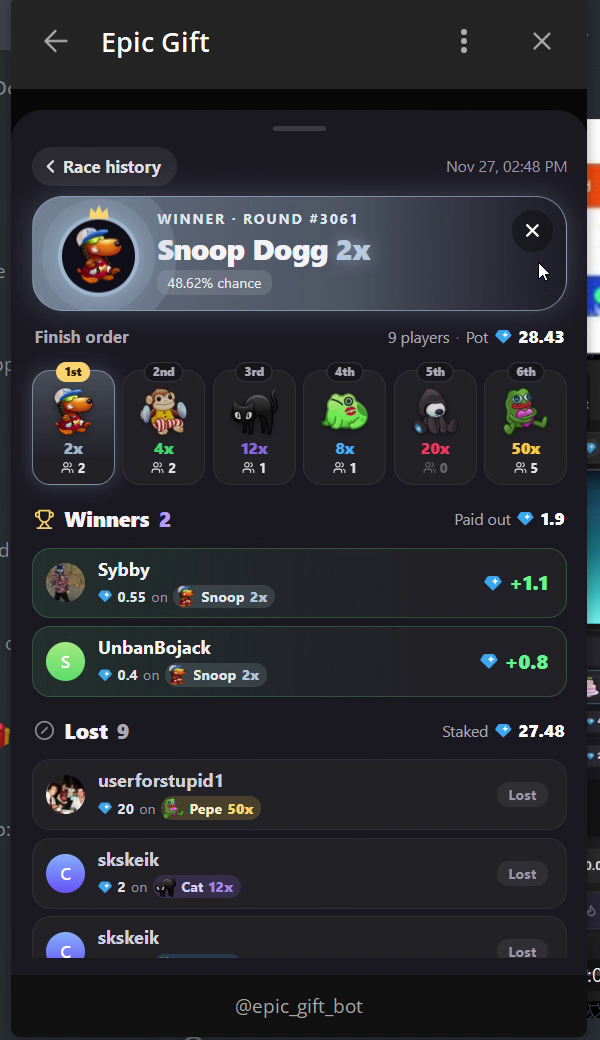 Epic Gift
Race history
Nov 27, 02:48 PM
WINNER · ROUND #3061
Snoop Dogg 2x
48.62% chance
Finish order
9 players · Pot 28.43
1st
2nd
3rd
4th
5th
6th
2x
4x
12x
8x
20x
50x
2
2
1
1
0
5
Winners 2
Paid out 1.9
Sybby
0.55 on Snoop 2x
+1.1
S
UnbanBojack
0.4 on Snoop 2x
+0.8
Lost 9
Staked 27.48
userforstupid1
20 on Pepe 50x
Lost
C
skskeik
2 on Cat 12x
Lost
C
skskeik
Lost
@epic_gift_bot